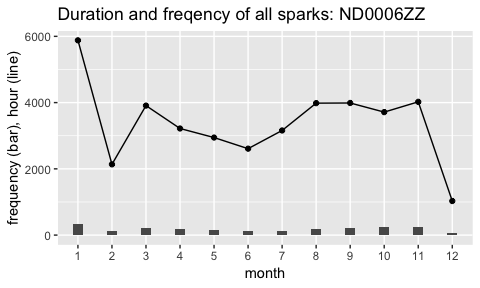 Duration and freqency of all sparks: ND0006ZZ
frequency (bar), hour (line)
6000
4000
2000
0
1 2 3 4 5 6 7 8 9 10 11 12
month